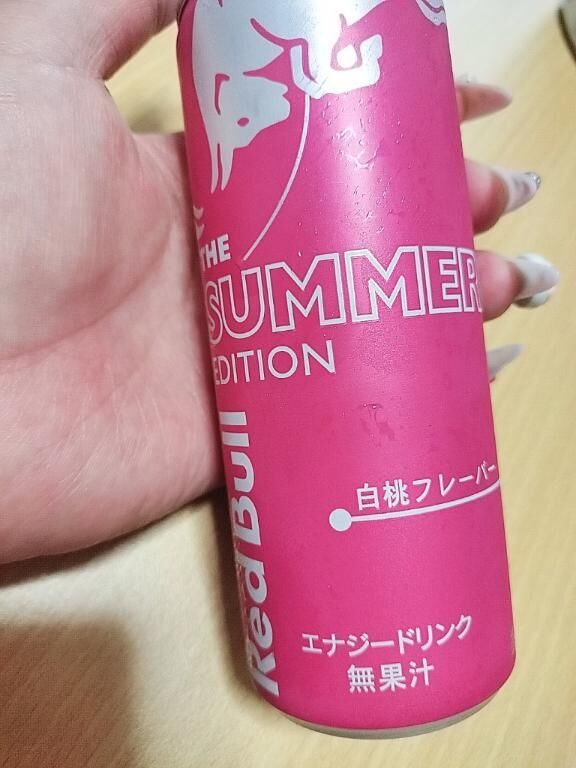 THE
SUMMER
EDITION
Red Bull
白桃フレーバー
エナジードリンク
無果汁